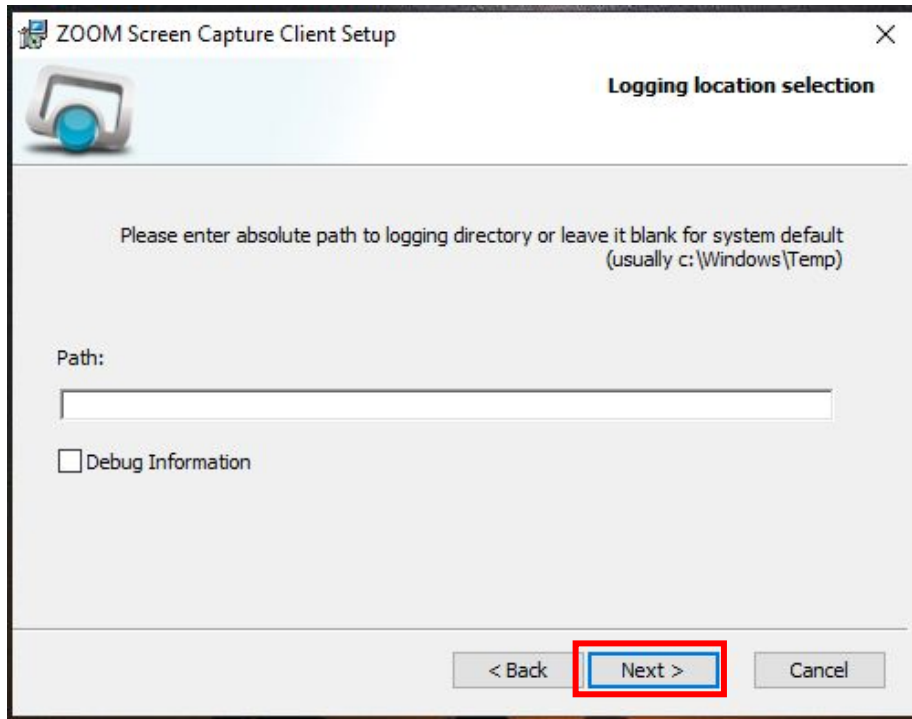 ZOOM Screen Capture Client Setup
Logging location selection
Please enter absolute path to logging directory or leave it blank for system default
(usually c:\Windows\Temp)
Path:
Debug Information
< Back
Next >
Cancel